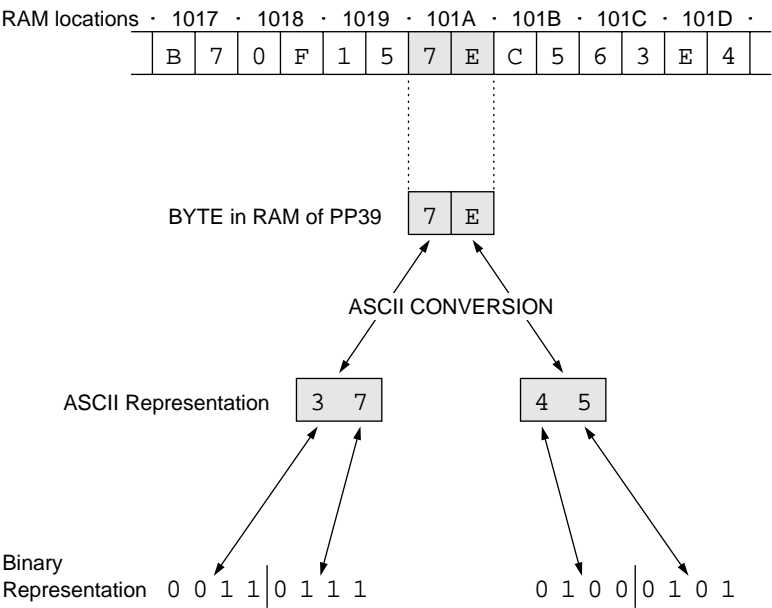 RAM locations · 1017 · 1018 · 1019 · 101A · 101B · 101C · 101D ·
B 7 0 F 1 5 7 E C 5 6 3 E 4
BYTE in RAM of PP39 7 E
ASCII CONVERSION
ASCII Representation 3 7 4 5
Binary
Representation 0 0 1 1 0 1 1 1 0 1 0 0 0 1 0 1